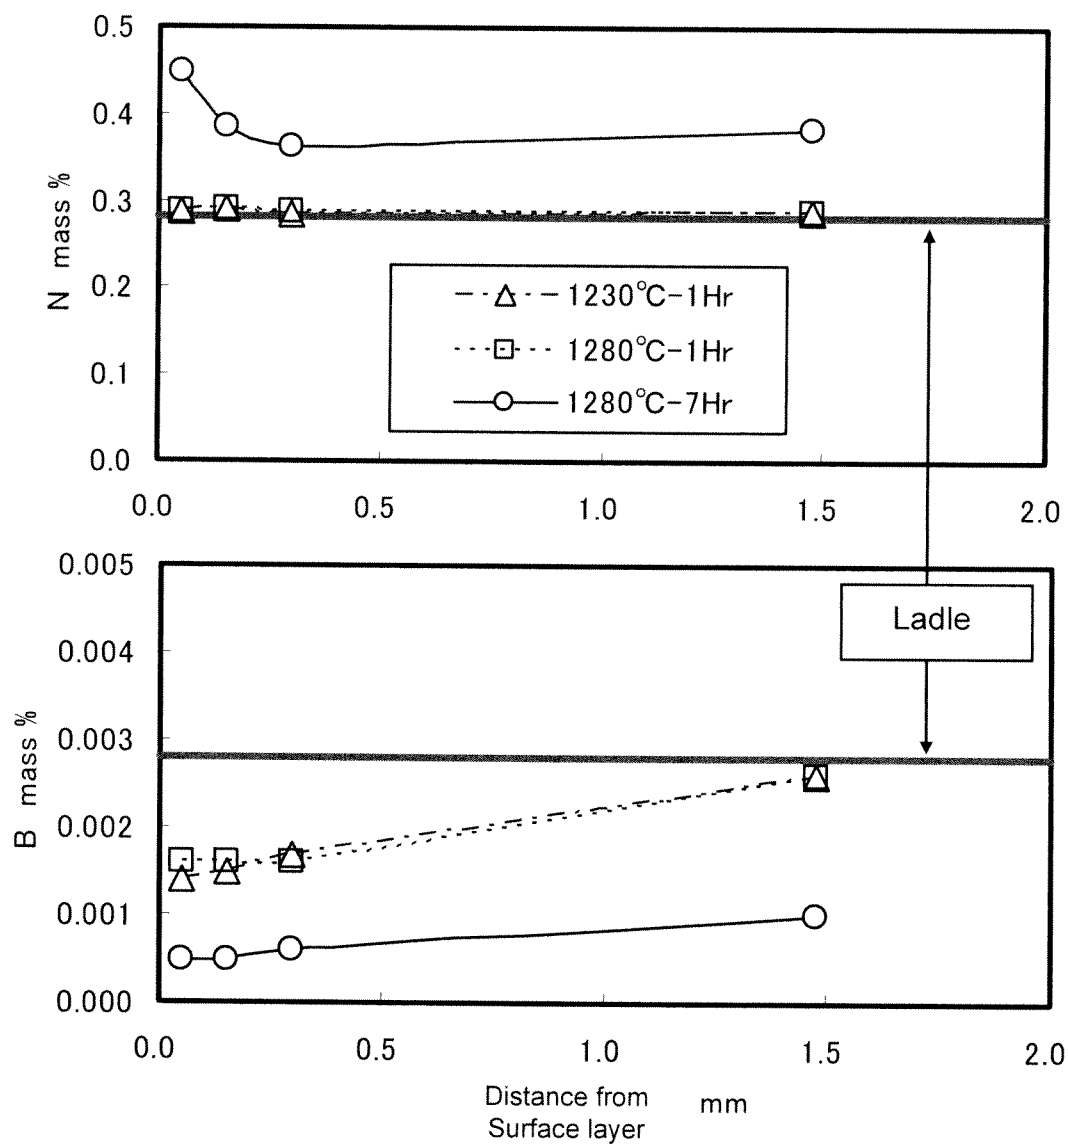 0.5
0.4
0.3
0.2
0.1
0.0
N mass %
1230℃-1Hr
1280℃-1Hr
1280℃-7Hr
0.0 0.5 1.0 1.5 2.0
0.005
0.004
0.003
0.002
0.001
0.000
B mass %
Ladle
0.0 0.5 1.0 1.5 2.0
Distance from mm
Surface layer